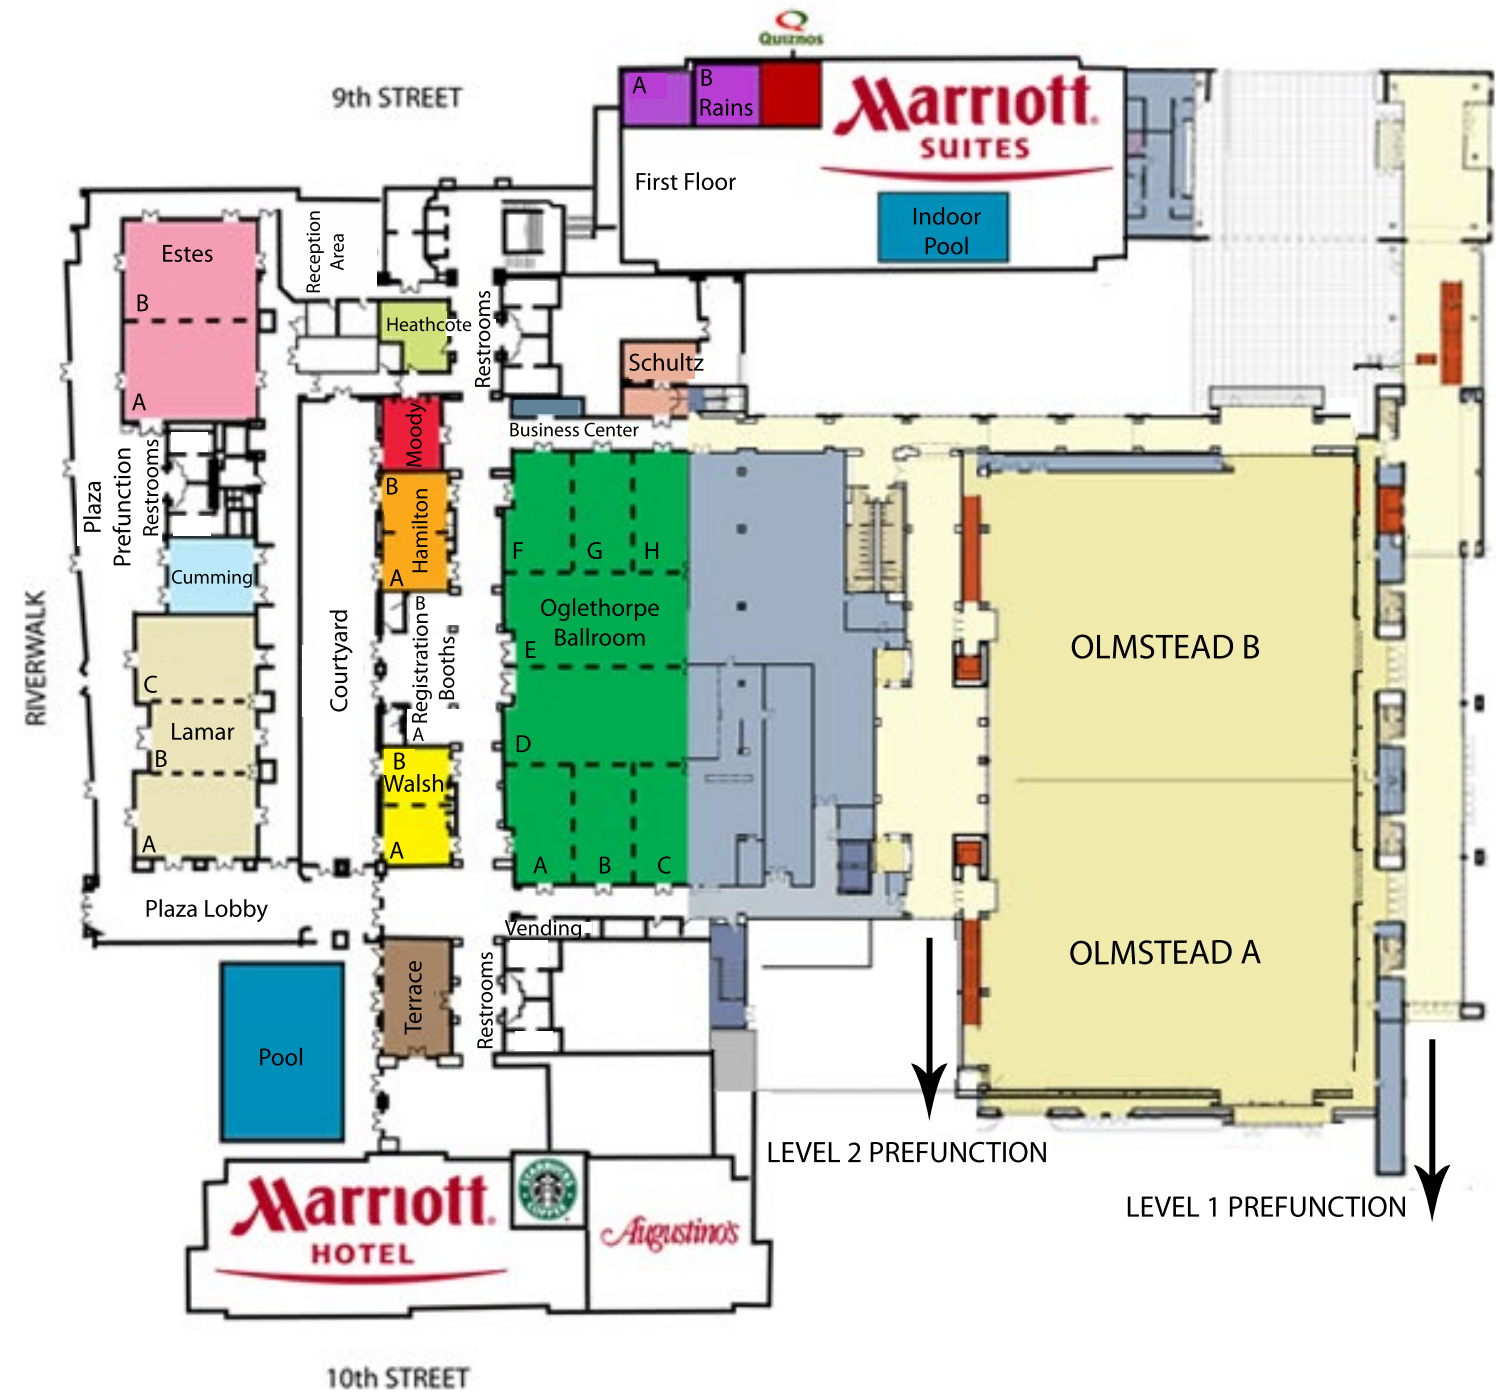 Quiznos
9th STREET
A
B
Rains
Marriott
SUITES
First Floor
Indoor
Pool
Reception
Area
Estes
B
A
Heathcote
Restrooms
Schultz
Business Center
Moody
B
Hamilton
A
Plaza
Prefunction
Restrooms
Cumming
RIVERWALK
Courtyard
B
Registration
Booths
A
F
G
H
Oglethorpe
Ballroom
E
D
A
B
C
C
Lamar
B
A
B
Walsh
A
OLMSTEAD B
OLMSTEAD A
Plaza Lobby
Vending
Terrace
Restrooms
Pool
LEVEL 2 PREFUNCTION
LEVEL 1 PREFUNCTION
Marriott
HOTEL
STARBUCKS
COFFEE
Augustino's
10th STREET